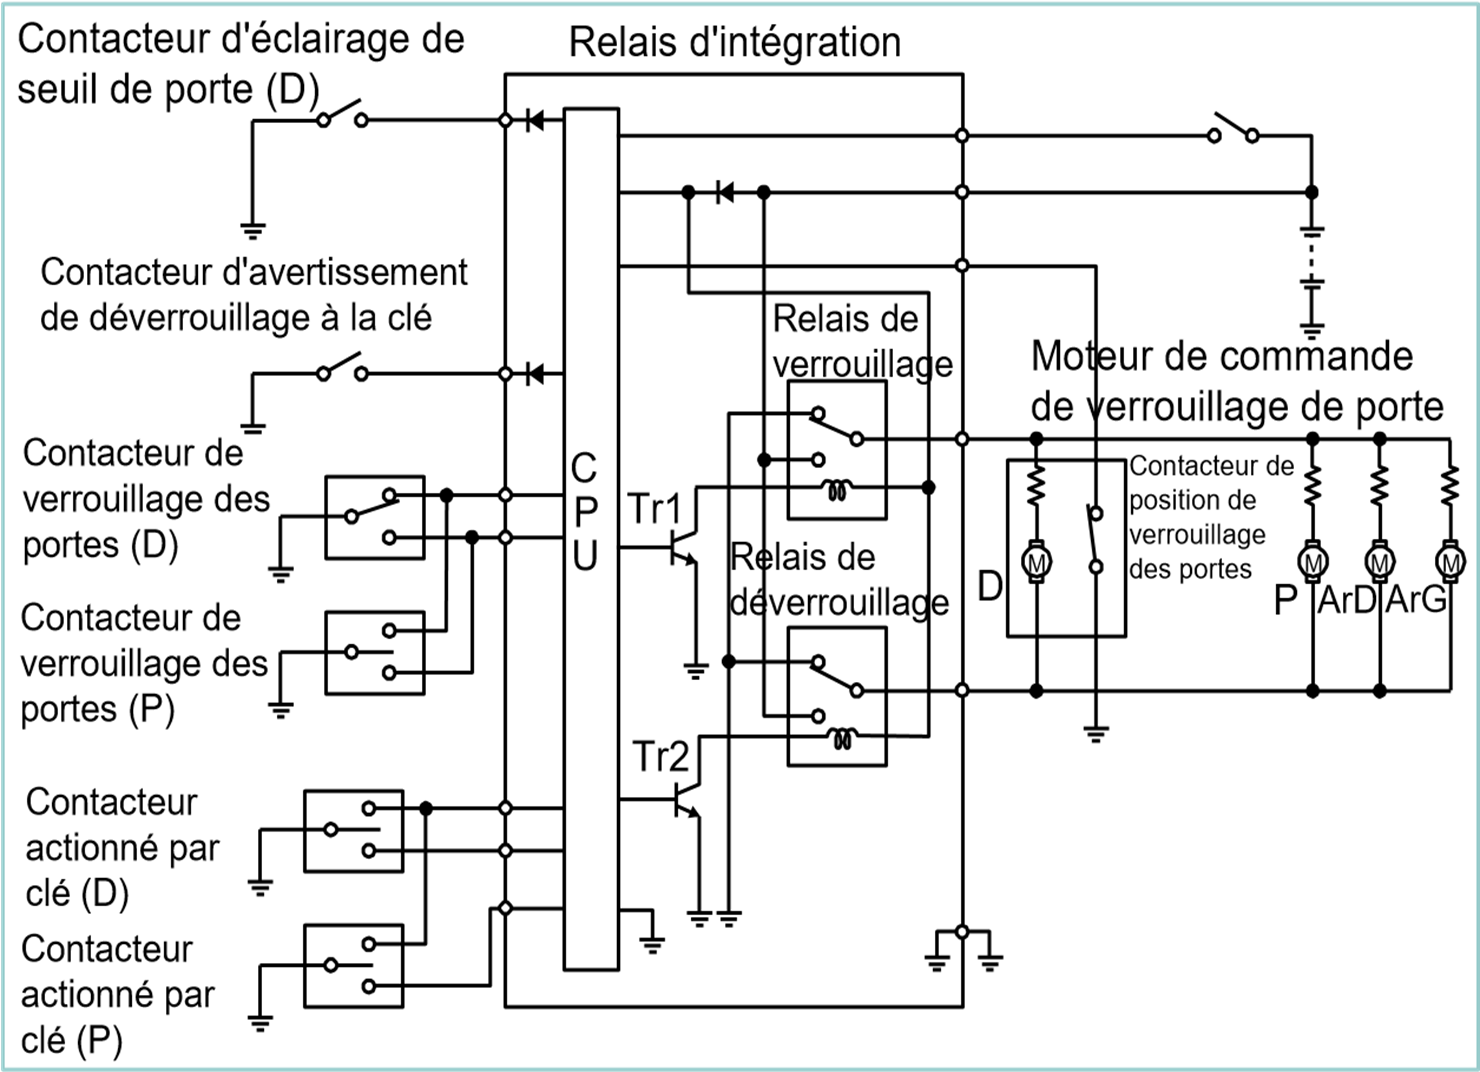 Contacteur d'éclairage de
seuil de porte (D)
Relais d'intégration
Contacteur d'avertissement
de déverrouillage à la clé
Relais de
verrouillage
Moteur de commande
de verrouillage de porte
Contacteur de
verrouillage des
portes (D)
C
P
U
Tr1
Contacteur de
position de
verrouillage
des portes
M
M
M
M
D
P
ArD
ArG
Relais de
déverrouillage
Contacteur de
verrouillage des
portes (P)
Tr2
Contacteur
actionné par
clé (D)
Contacteur
actionné par
clé (P)